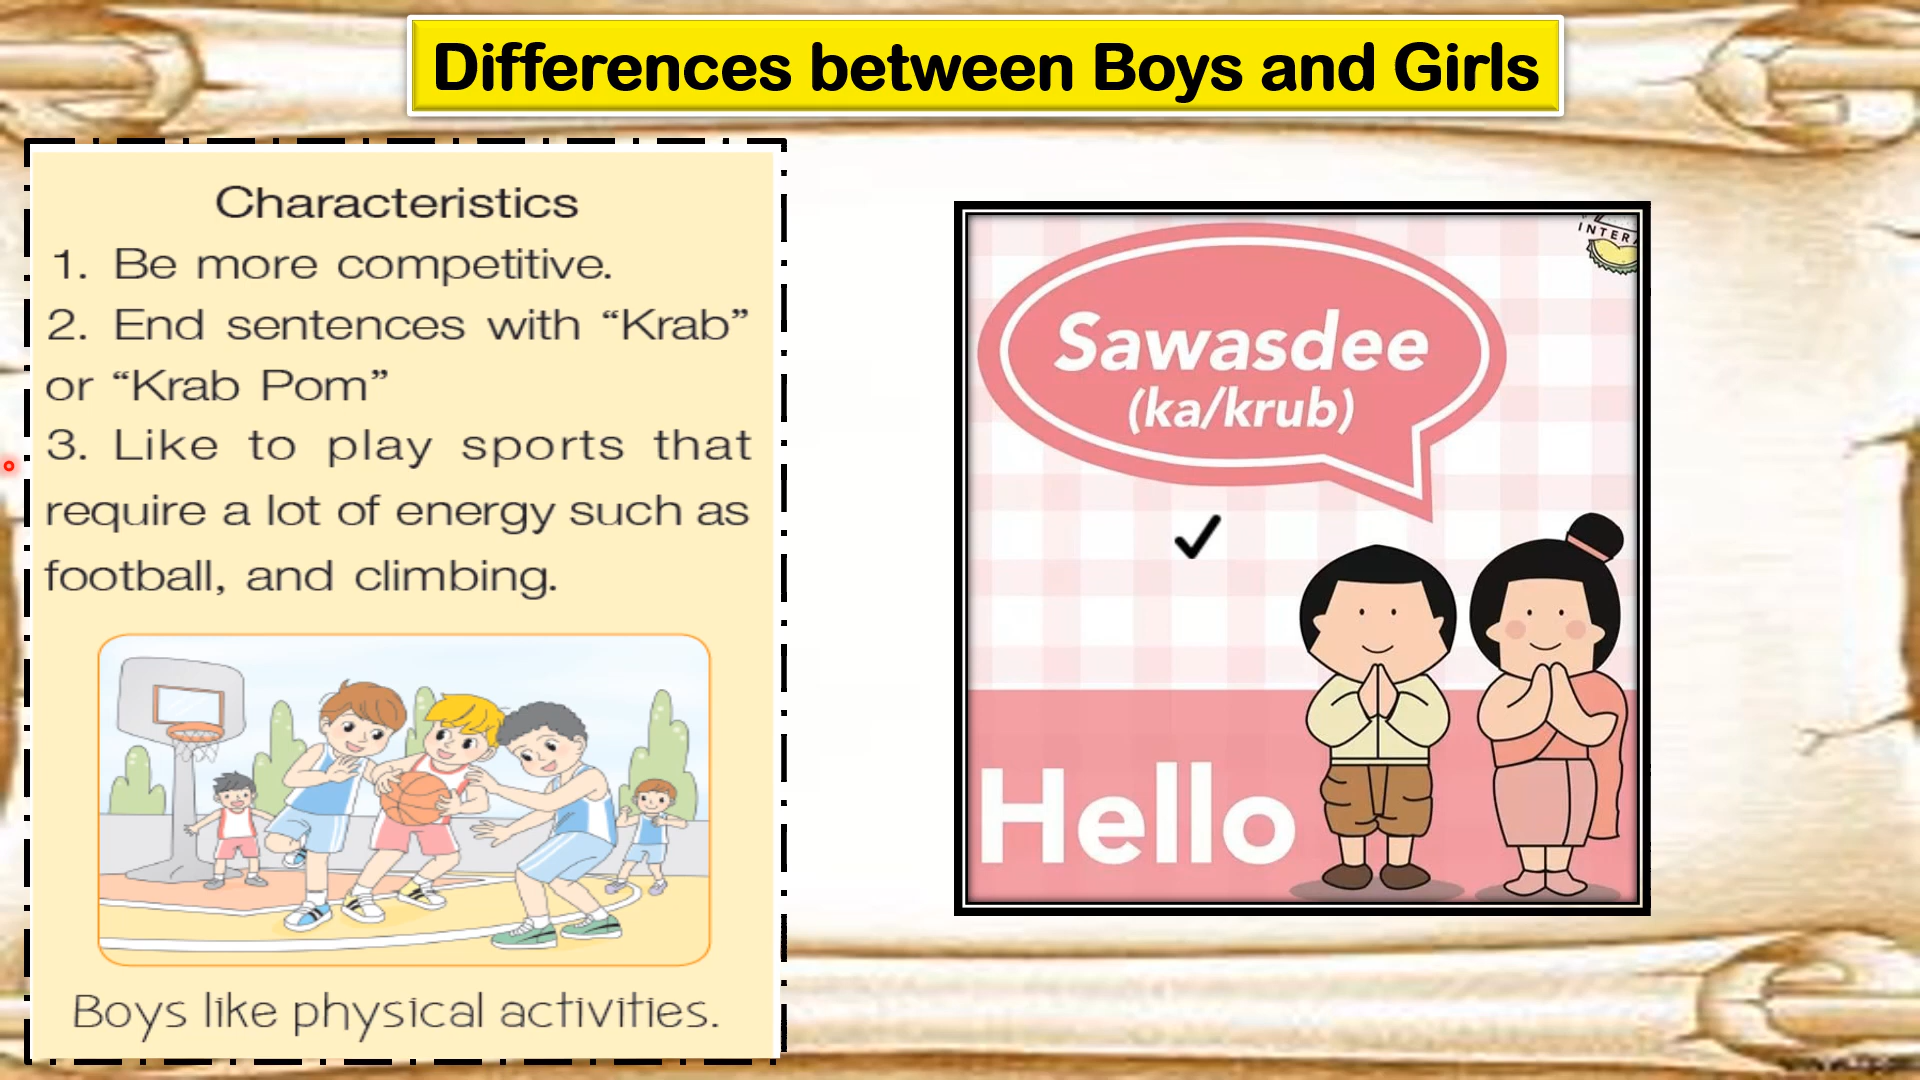 Differences between Boys and Girls
Characteristics
1. Be more competitive.
2. End sentences with “Krab”
or “Krab Pom”
3. Like to play sports that
require a lot of energy such as
football, and climbing.
Boys like physical activities.
Sawasdee
(ka/krub)
Hello